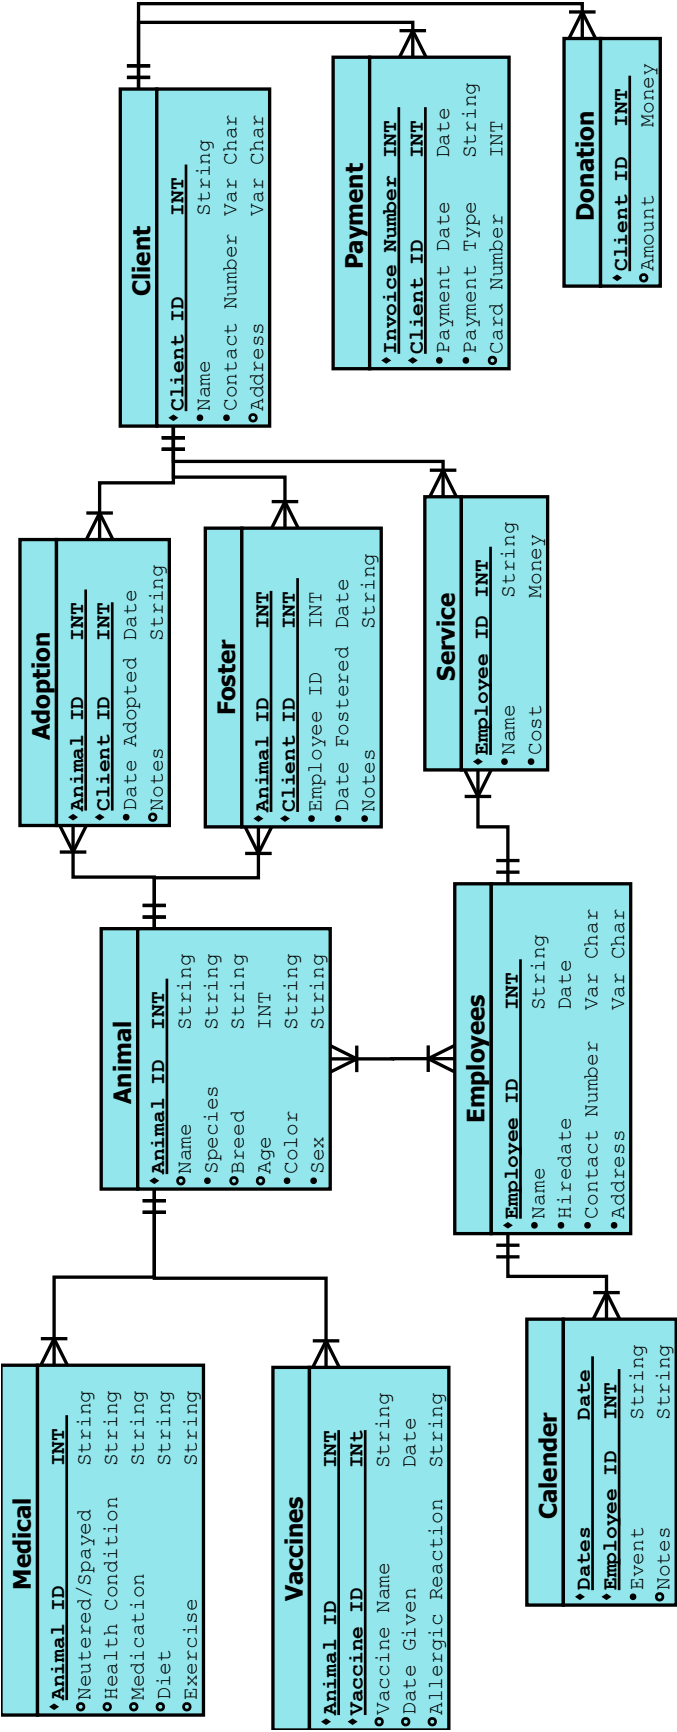 Medical
Animal ID INT
Neutered/Spayed String
Health Condition String
Medication String
Diet String
Exercise String
Animal
Animal ID INT
Name String
Species String
Breed String
Age INT
Color String
Sex String
Adoption
Animal ID INT
Client ID INT
Date Adopted Date
Notes String
Client
Client ID INT
Name String
Contact Number Var Char
Address Var Char
Vaccines
Animal ID INT
Vaccine ID INt
Vaccine Name String
Date Given Date
Allergic Reaction String
Foster
Animal ID INT
Client ID INT
Employee ID INT
Date Fostered Date
Notes String
Payment
Invoice Number INT
Client ID INT
Payment Date Date
Payment Type String
Card Number INT
Calender
Dates Date
Employee ID INT
Event String
Notes String
Employees
Employee ID INT
Name String
Hiredate Date
Contact Number Var Char
Address Var Char
Service
Employee ID INT
Name String
Cost Money
Donation
Client ID INT
Amount Money